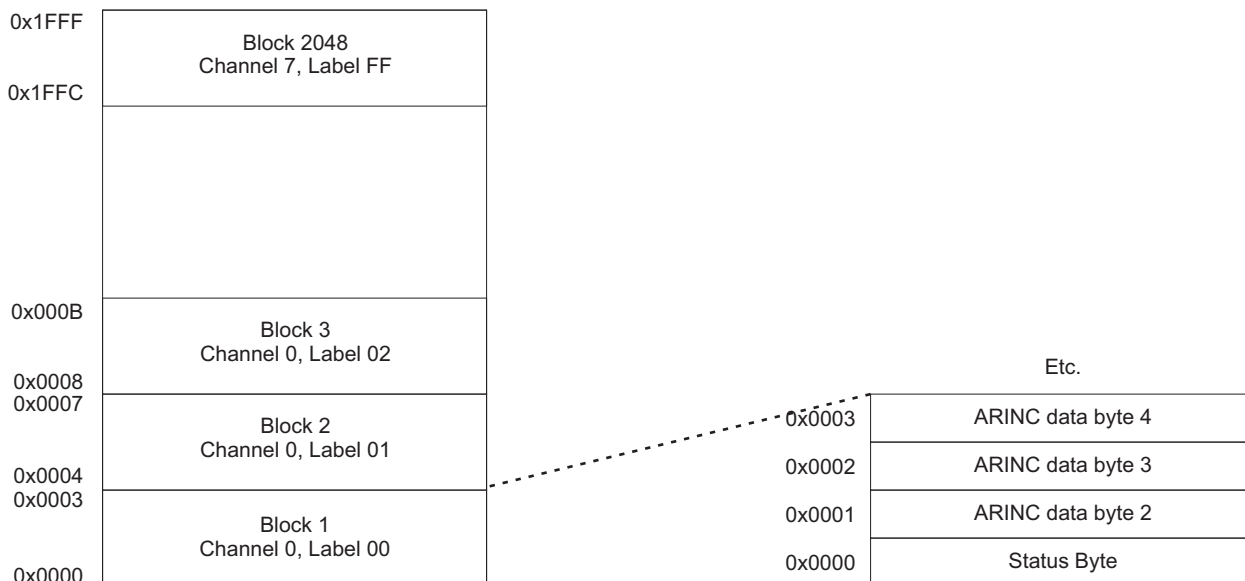 0x1FFF
Block 2048
Channel 7, Label FF
0x1FFC
0x000B
Block 3
Channel 0, Label 02
0x0008
0x0007
Block 2
Channel 0, Label 01
0x0004
0x0003
Block 1
Channel 0, Label 00
0x0000
Etc.
0x0003 ARINC data byte 4
0x0002 ARINC data byte 3
0x0001 ARINC data byte 2
0x0000 Status Byte